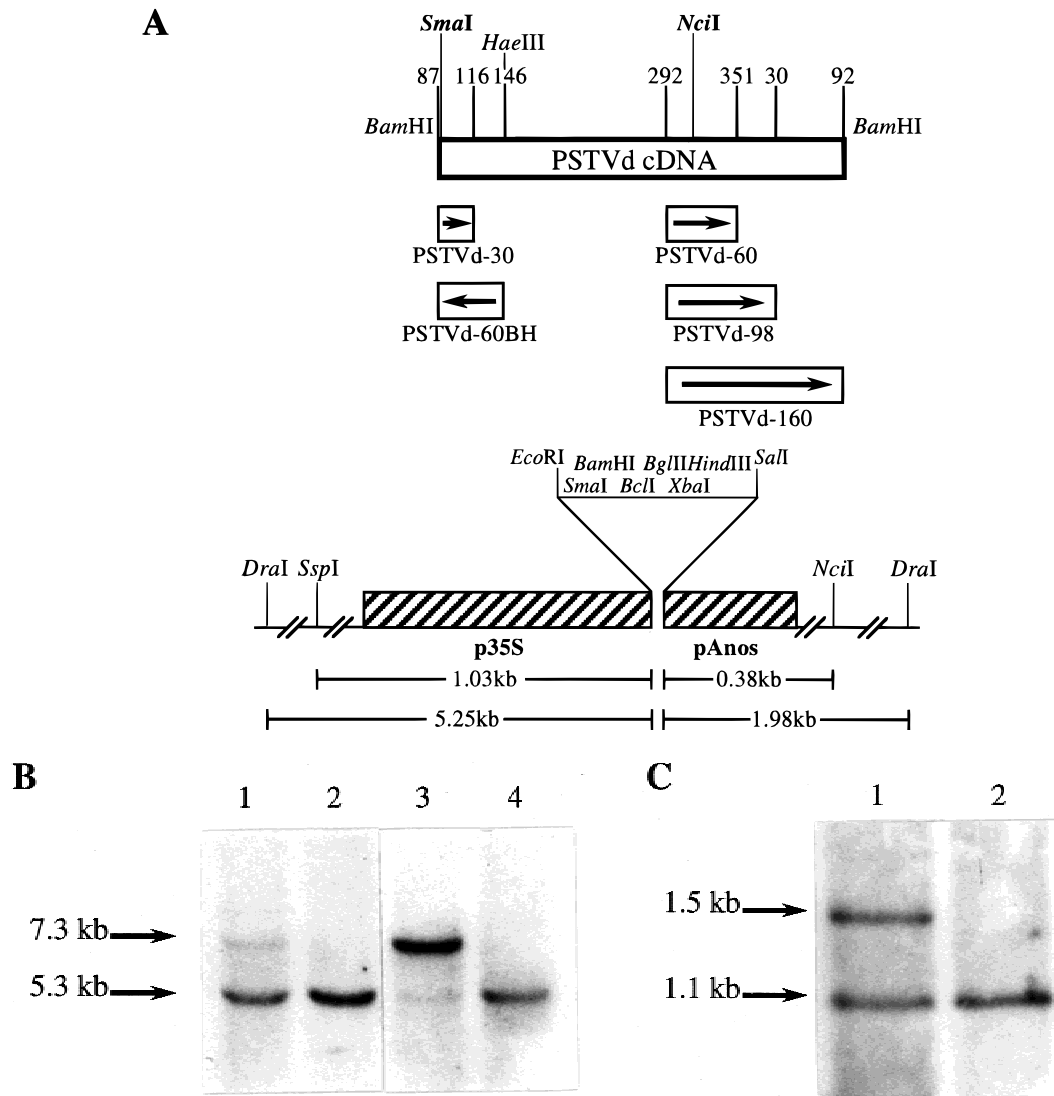 A
SmaI NciI
HaeIII
87 116 146 292 351 30 92
BamHI BamHI
PSTVd cDNA
PSTVd-30 PSTVd-60
PSTVd-60BH PSTVd-98
PSTVd-160
EcoRI BamHI BglII HindIII SalI
SmaI BclI XbaI
DraI SspI NciI DraI
p35S pAnos
1.03kb 0.38kb
5.25kb 1.98kb
B C
1 2 3 4 1 2
7.3 kb 1.5 kb
5.3 kb 1.1 kb